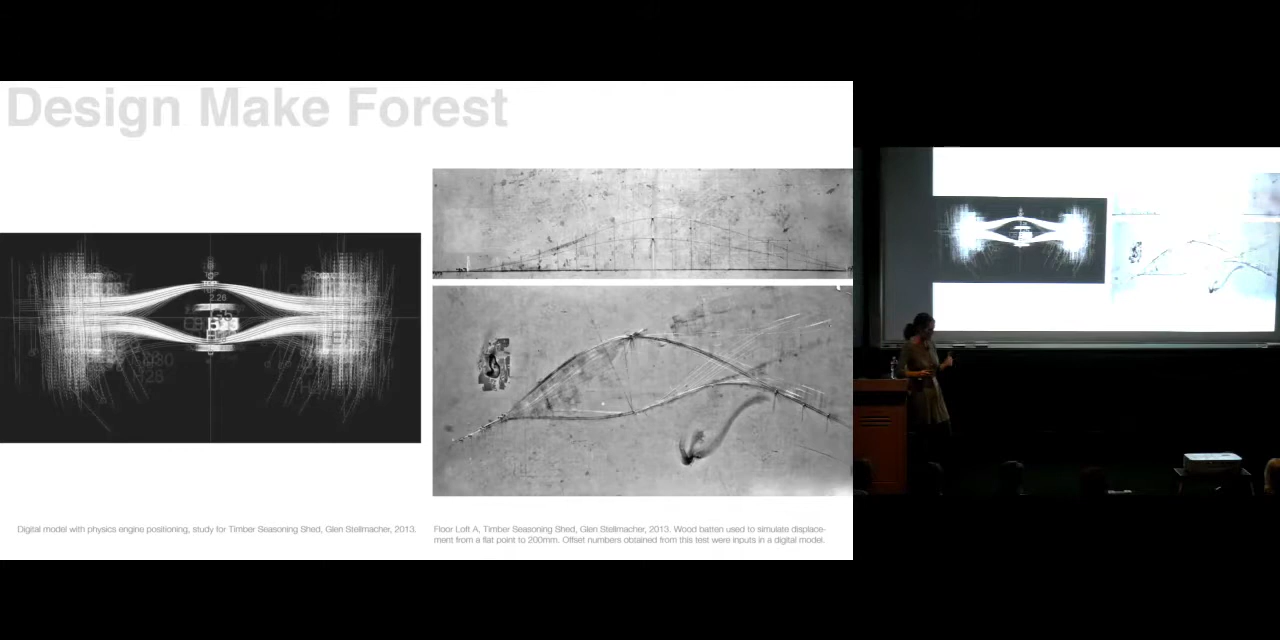 Design Make Forest
2.26
Digital model with physics engine positioning, study for Timber Seasoning Shed, Glen Stellmacher, 2013.
Floor Loft A, Timber Seasoning Shed, Glen Stellmacher, 2013. Wood batten used to simulate displace-
ment from a flat point to 200mm. Offset numbers obtained from this test were inputs in a digital model.